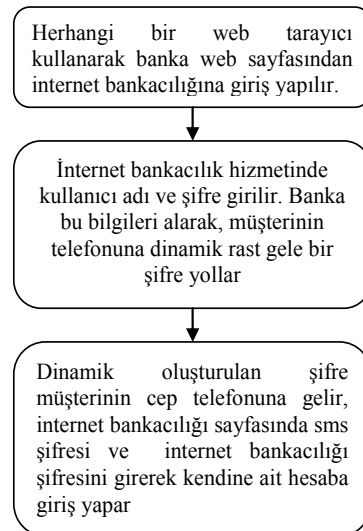 Herhangi bir web tarayıcı
kullanarak banka web sayfasından
internet bankacılığına giriş yapılır.
İnternet bankacılık hizmetinde
kullanıcı adı ve şifre girilir. Banka
bu bilgileri alarak, müşterinin
telefonuna dinamik rast gele bir
şifre yollar
Dinamik oluşturulan şifre
müşterinin cep telefonuna gelir,
internet bankacılığı sayfasında sms
şifresi ve internet bankacılığı
şifresini girerek kendine ait hesaba
giriş yapar